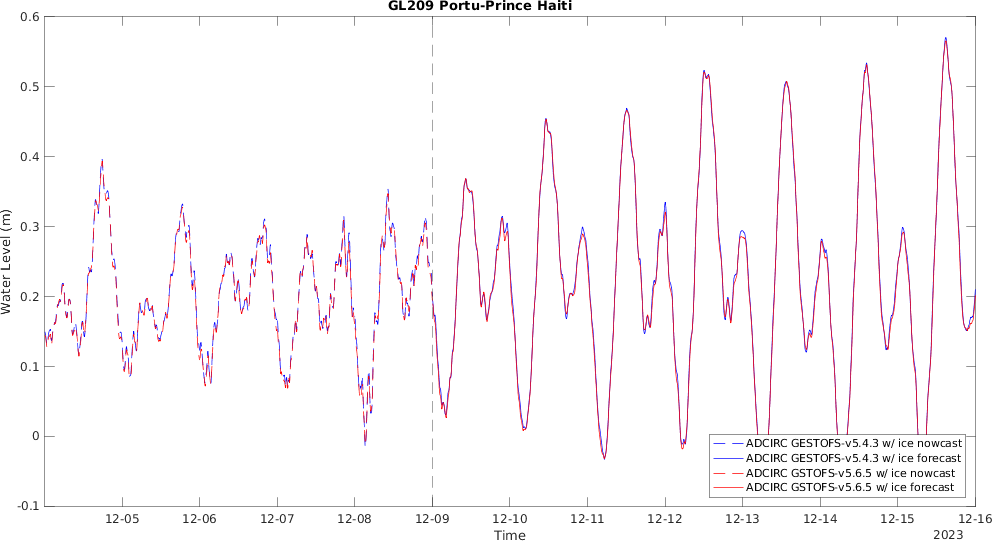 GL209 Portu-Prince Haiti
0.6
0.5
0.4
0.3
0.2
0.1
0
-0.1
Water Level (m)
ADCIRC GESTOFS-v5.4.3 w/ ice nowcast
ADCIRC GESTOFS-v5.4.3 w/ ice forecast
ADCIRC GSTOFS-v5.6.5 w/ ice nowcast
ADCIRC GSTOFS-v5.6.5 w/ ice forecast
12-05 12-06 12-07 12-08 12-09 12-10 12-11 12-12 12-13 12-14 12-15 12-16
Time
2023